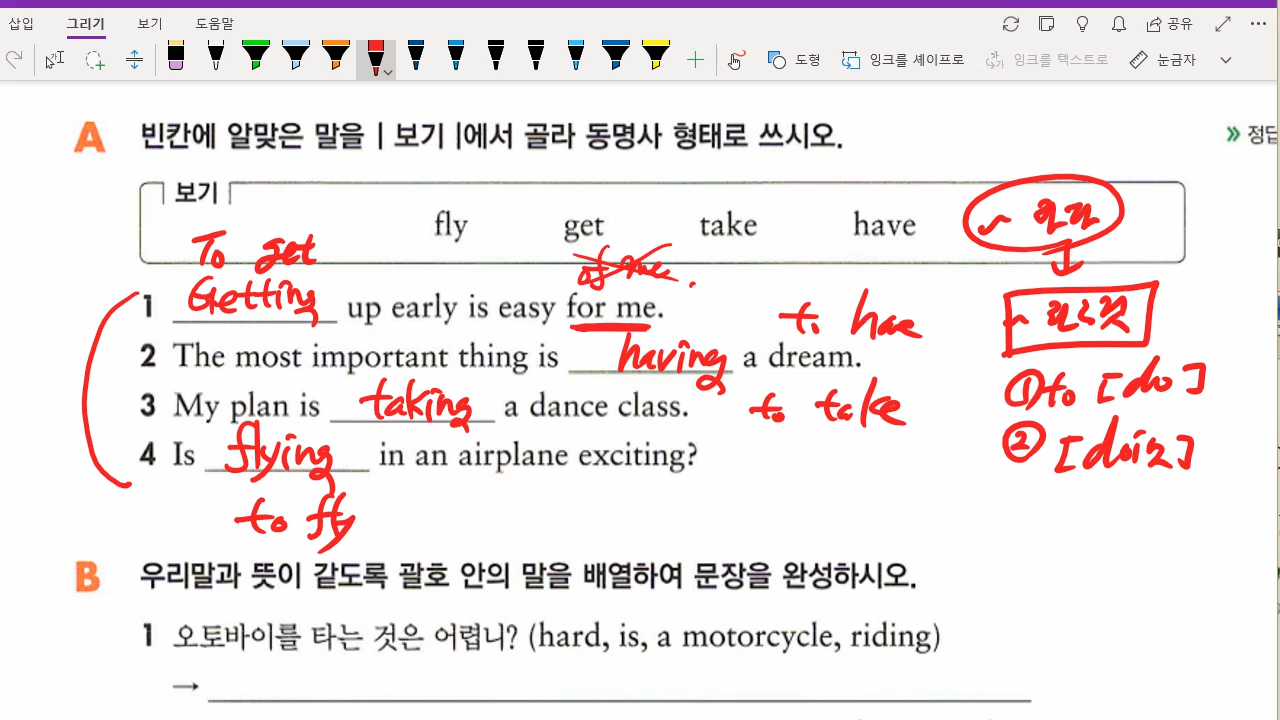 삽입 그리기 보기 도움말 공유
도형 잉크를 셰이프로 잉크를 텍스트로 눈금자
A 빈칸에 알맞은 말을 | 보기 |에서 골라 동명사 형태로 쓰시오.
» 정답
보기
fly get take have
~ 하다
To get
of me.
1 Getting up early is easy for me.
~ 하는 것
to have
2 The most important thing is having a dream.
① to [do]
3 My plan is taking a dance class.
to take
② [doing]
4 Is flying in an airplane exciting?
to fly
B 우리말과 뜻이 같도록 괄호 안의 말을 배열하여 문장을 완성하시오.
1 오토바이를 타는 것은 어렵니? (hard, is, a motorcycle, riding)
→